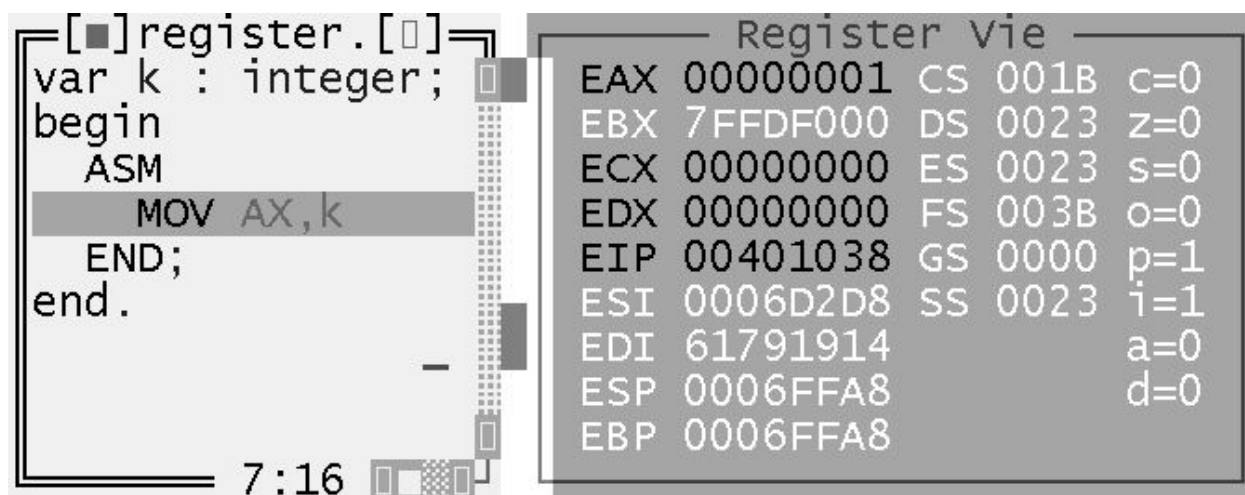 [■]register.[▯]
var k : integer;
begin
ASM
MOV AX,k
END;
end.
7:16
Register Vie
EAX 00000001 CS 001B c=0
EBX 7FFDF000 DS 0023 z=0
ECX 00000000 ES 0023 s=0
EDX 00000000 FS 003B o=0
EIP 00401038 GS 0000 p=1
ESI 0006D2D8 SS 0023 i=1
EDI 61791914 a=0
ESP 0006FFA8 d=0
EBP 0006FFA8